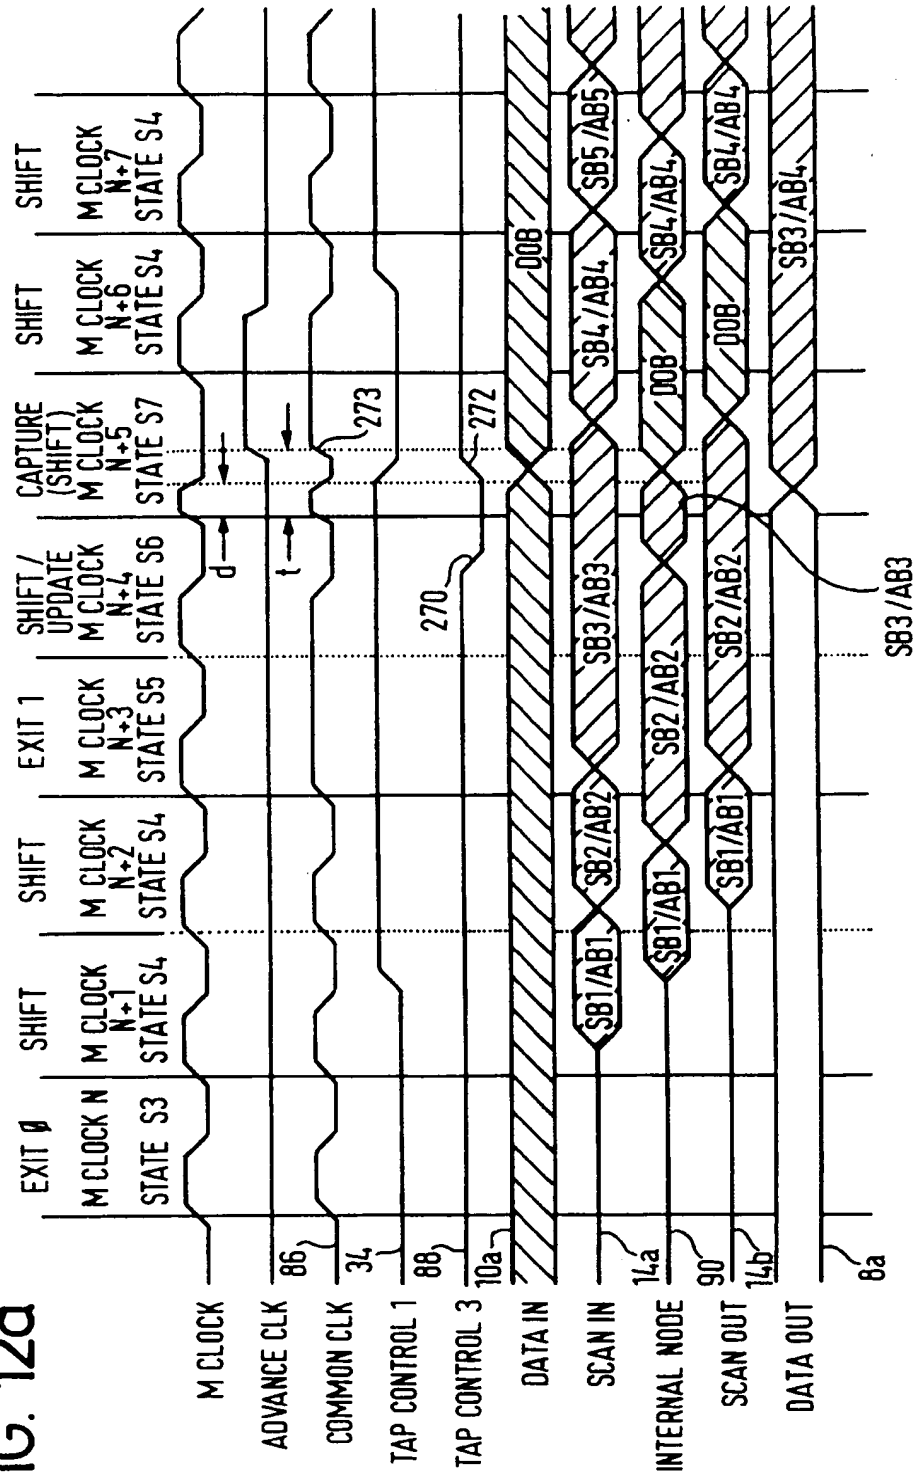 FIG. 12a
EXIT Ø
M CLOCK N
STATE S3
SHIFT
M CLOCK
N+1
STATE S4
SHIFT
M CLOCK
N+2
STATE S4
EXIT 1
M CLOCK
N+3
STATE S5
SHIFT/
UPDATE
M CLOCK
N+4
STATE S6
CAPTURE
(SHIFT)
M CLOCK
N+5
STATE S7
SHIFT
M CLOCK
N+6
STATE S4
SHIFT
M CLOCK
N+7
STATE S4
M CLOCK
d
ADVANCE CLK
t
COMMON CLK
86
273
TAP CONTROL 1
34
TAP CONTROL 3
88
270
272
DATA IN
10a
DOB
SCAN IN
14a
SB1/AB1
SB2/AB2
SB3/AB3
SB4/AB4
SB5/AB5
INTERNAL NODE
90
SB1/AB1
SB2/AB2
DOB
SB4/AB4
SCAN OUT
14b
SB1/AB1
SB2/AB2
DOB
SB4/AB4
DATA OUT
8a
SB3/AB4
SB3/AB3